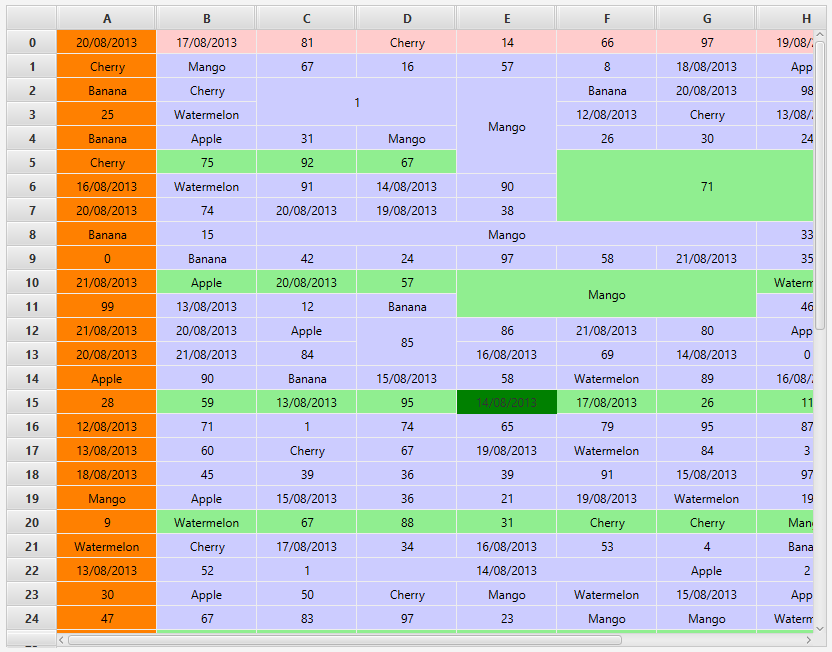 A B C D E F G H
0 20/08/2013 17/08/2013 81 Cherry 14 66 97 19/08/
1 Cherry Mango 67 16 57 8 18/08/2013 App
2 Banana Cherry 1 Mango Banana 20/08/2013 98
3 25 Watermelon 12/08/2013 Cherry 13/08/
4 Banana Apple 31 Mango 26 30 24
5 Cherry 75 92 67 71
6 16/08/2013 Watermelon 91 14/08/2013 90
7 20/08/2013 74 20/08/2013 19/08/2013 38
8 Banana 15 Mango 33
9 0 Banana 42 24 97 58 21/08/2013 35
10 21/08/2013 Apple 20/08/2013 57 Mango Waterm
11 99 13/08/2013 12 Banana 46
12 21/08/2013 20/08/2013 Apple 85 86 21/08/2013 80 App
13 20/08/2013 21/08/2013 84 16/08/2013 69 14/08/2013 0
14 Apple 90 Banana 15/08/2013 58 Watermelon 89 16/08/
15 28 59 13/08/2013 95 14/08/2013 17/08/2013 26 11
16 12/08/2013 71 1 74 65 79 95 87
17 13/08/2013 60 Cherry 67 19/08/2013 Watermelon 84 3
18 18/08/2013 45 39 36 39 91 15/08/2013 97
19 Mango Apple 15/08/2013 36 21 19/08/2013 Watermelon 19
20 9 Watermelon 67 88 31 Cherry Cherry Man
21 Watermelon Cherry 17/08/2013 34 16/08/2013 53 4 Bana
22 13/08/2013 52 1 14/08/2013 Apple 2
23 30 Apple 50 Cherry Mango Watermelon 15/08/2013 App
24 47 67 83 97 23 Mango Mango Waterm